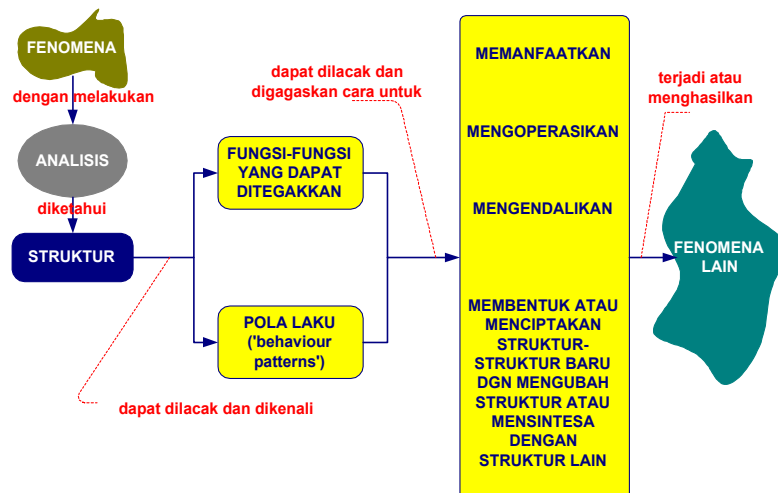 FENOMENA
dengan melakukan
ANALISIS
diketahui
STRUKTUR
FUNGSI-FUNGSI
YANG DAPAT
DITEGAKKAN
POLA LAKU
('behaviour
patterns')
dapat dilacak dan dikenali
dapat dilacak dan
digagaskan cara untuk
MEMANFAATKAN
MENGOPERASIKAN
MENGENDALIKAN
MEMBENTUK ATAU
MENCIPTAKAN
STRUKTUR-
STRUKTUR BARU
DGN MENGUBAH
STRUKTUR ATAU
MENSINTESA
DENGAN
STRUKTUR LAIN
terjadi atau
menghasilkan
FENOMENA
LAIN